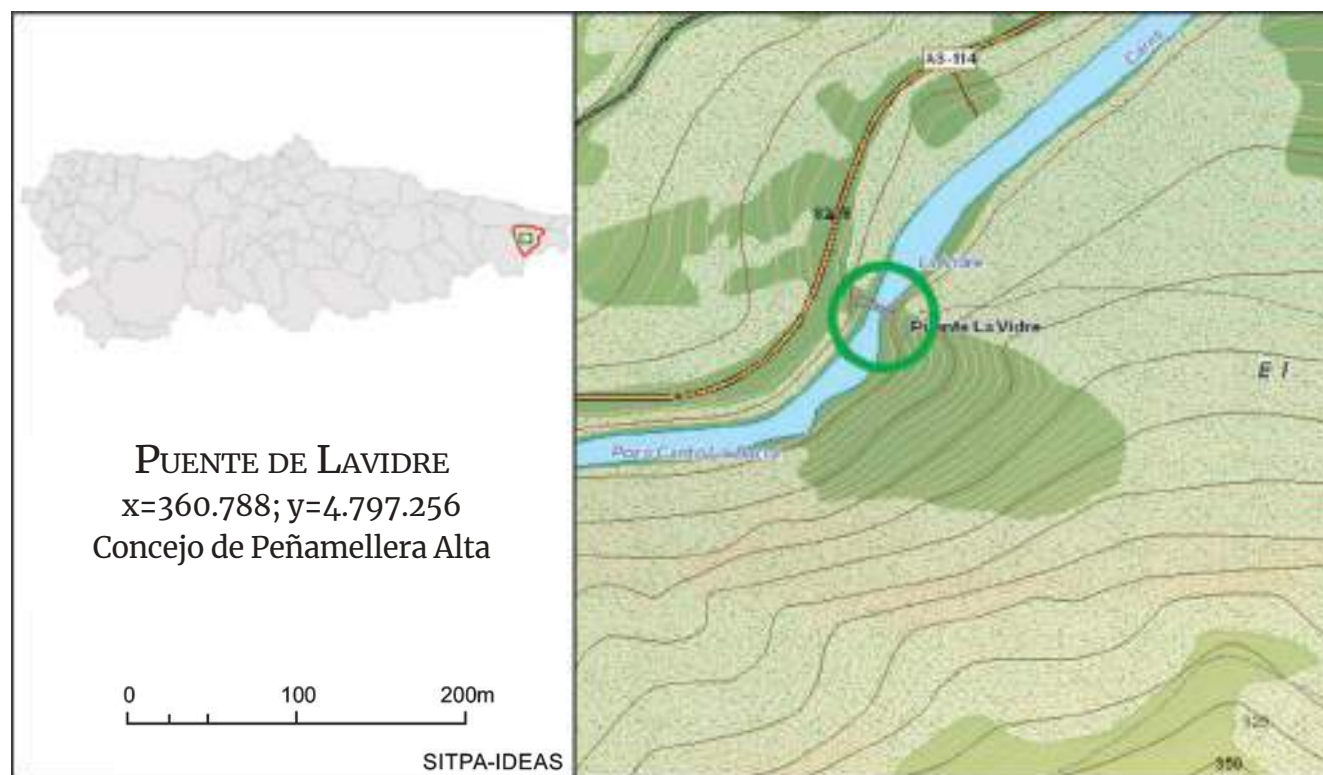 PUENTE DE LAVIDRE
x=360.788; y=4.797.256
Concejo de Peñamellera Alta
0 100 200m
SITPA-IDEAS
AS-114
Cares
Puente La Vidre
E l
350